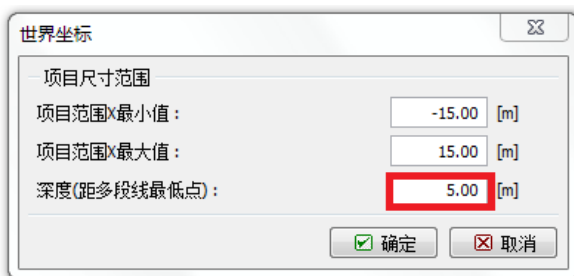 世界坐标
项目尺寸范围
项目范围X最小值： -15.00 [m]
项目范围X最大值： 15.00 [m]
深度(距多段线最低点)： 5.00 [m]
确定 取消